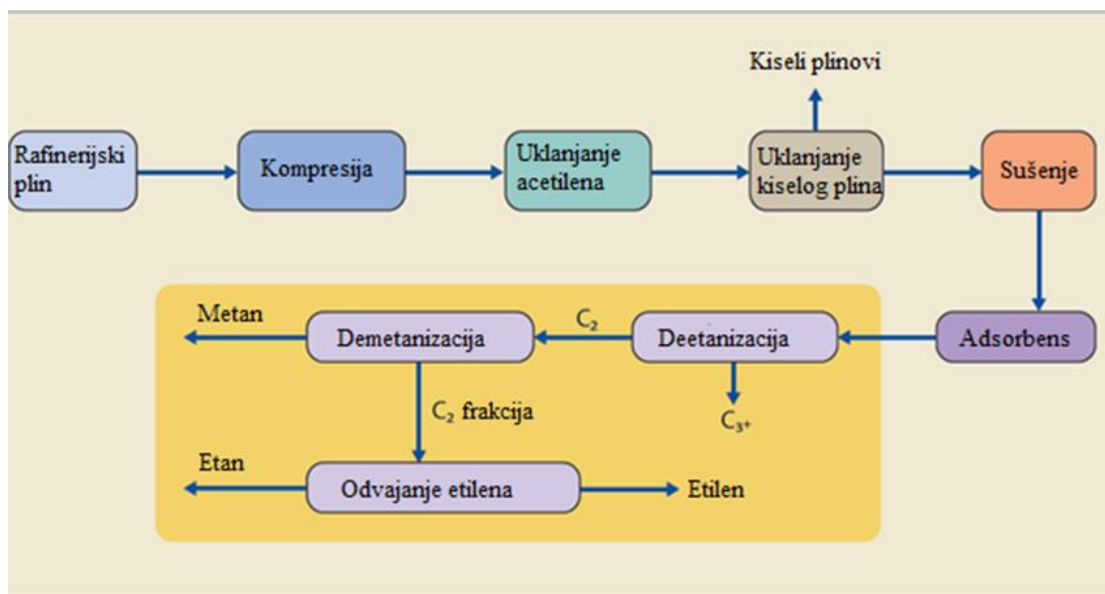 Kiseli plinovi
Rafinerijski
plin
Kompresija
Uklanjanje
acetilena
Uklanjanje
kiselog plina
Sušenje
Metan
Demetanizacija
C₂
Deetanizacija
Adsorbens
C₂ frakcija
C₃₊
Etan
Odvajanje etilena
Etilen